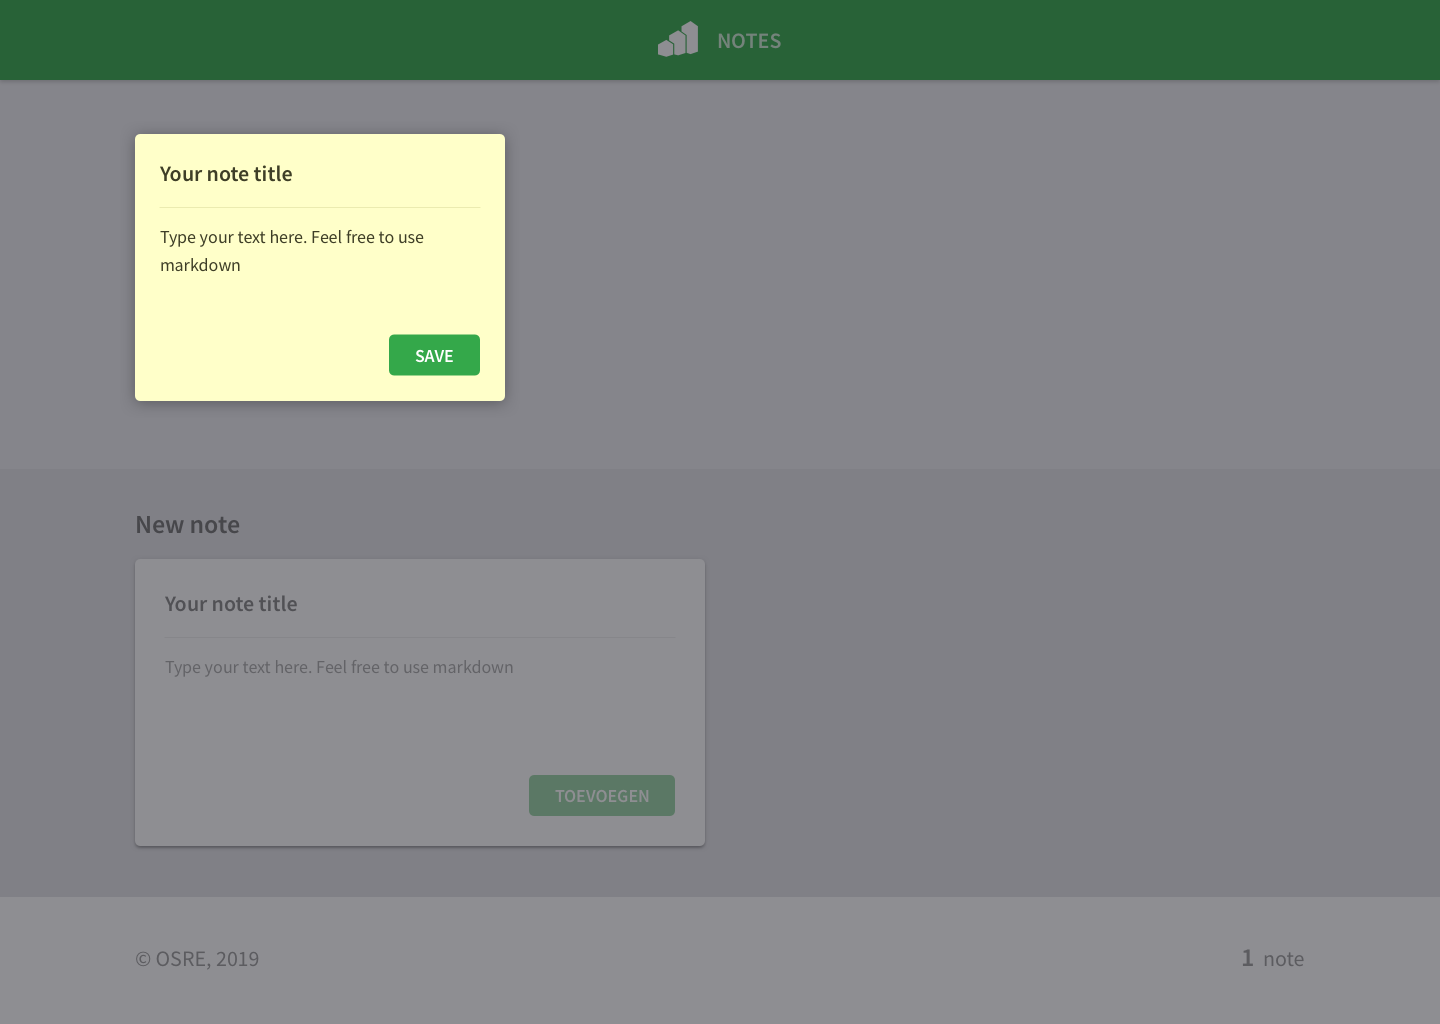 NOTES
Your note title
Type your text here. Feel free to use
markdown
SAVE
New note
Your note title
Type your text here. Feel free to use markdown
TOEVOEGEN
© OSRE, 2019
1 note